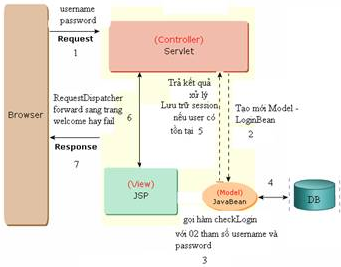 username
password
Request
1
(Controller)
Servlet
Browser
RequestDispatcher
forward sang trang
welcome hay fail
Response
7
6
Trả kết quả
xử lý
Lưu trữ session
nếu user có
tồn tai 5
Tạo mới Model -
LoginBean
2
(View)
JSP
(Model)
JavaBean
4
DB
gọi hàm checkLogin
với 02 tham số username và
password
3